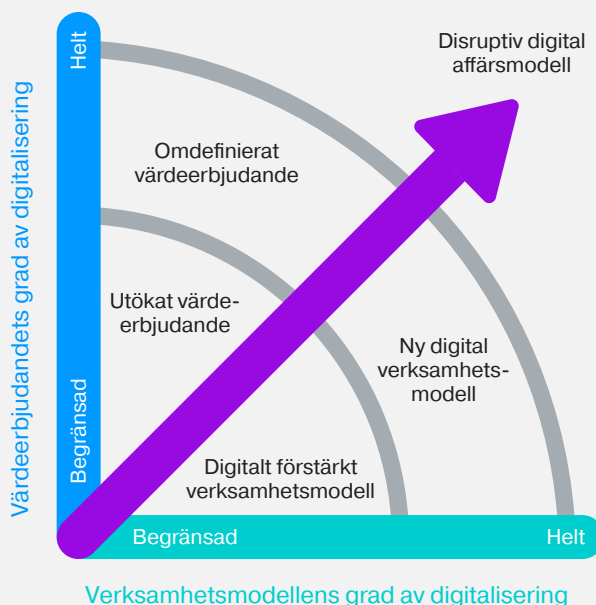 Värdeerbjudandets grad av digitalisering
Helt
Begränsad
Disruptiv digital
affärsmodell
Omdefinierat
värdeerbjudande
Utökat värde-
erbjudande
Ny digital
verksamhets-
modell
Digitalt förstärkt
verksamhetsmodell
Begränsad
Helt
Verksamhetsmodellens grad av digitalisering